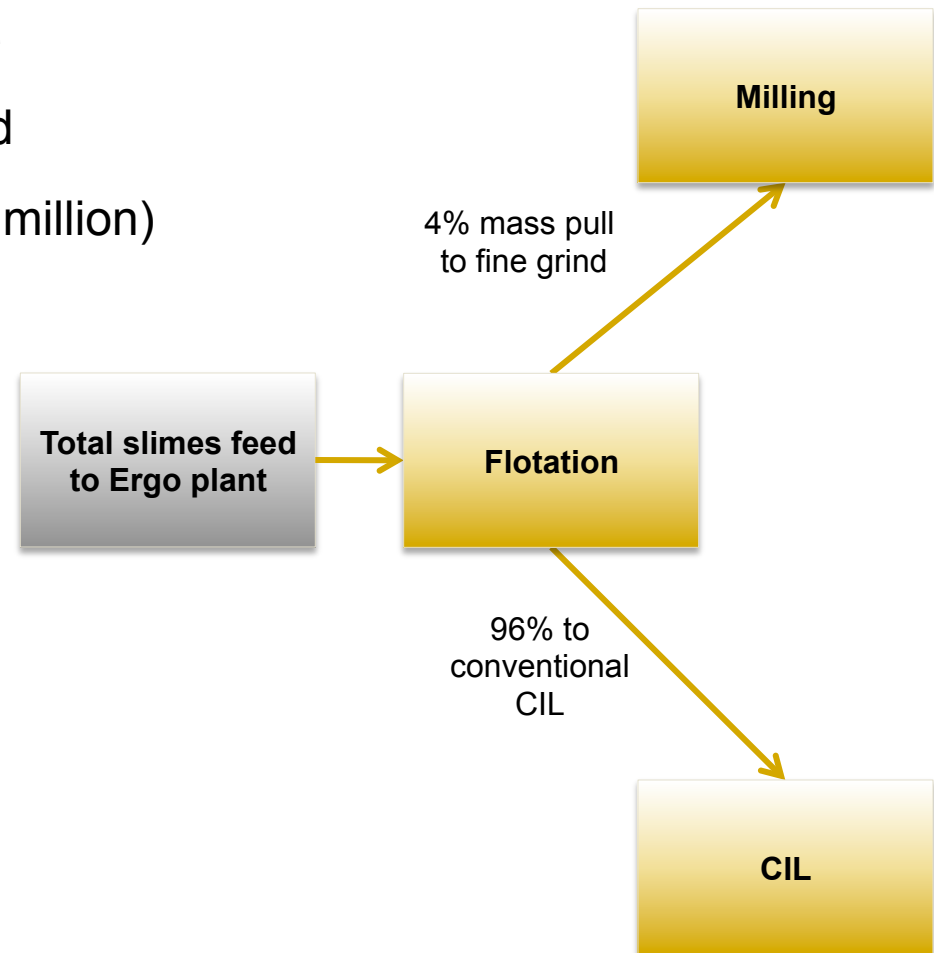 d
million)
Milling
4% mass pull
to fine grind
Total slimes feed
to Ergo plant
Flotation
96% to
conventional
CIL
CIL